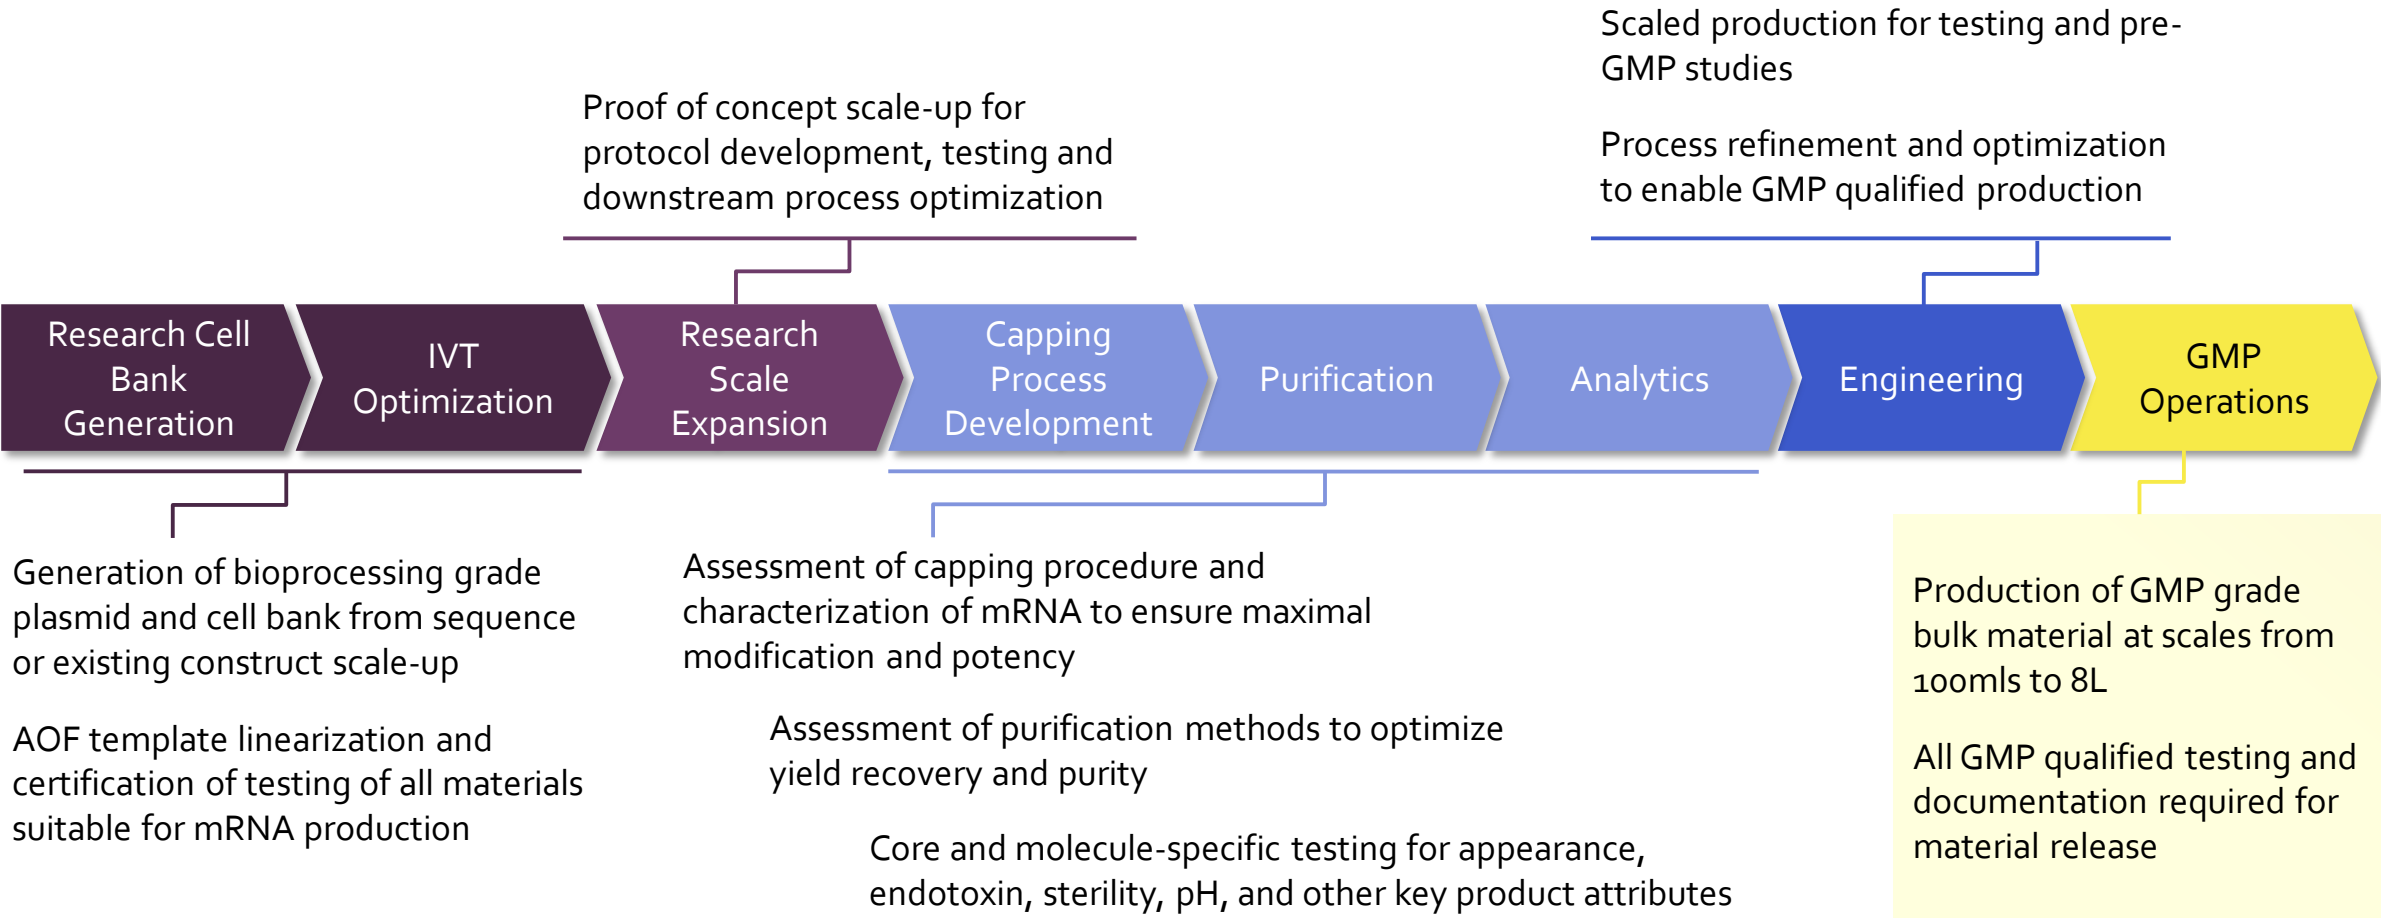 Scaled production for testing and pre-
GMP studies
Process refinement and optimization
to enable GMP qualified production
Proof of concept scale-up for
protocol development, testing and
downstream process optimization
Research Cell
Bank
Generation
IVT
Optimization
Research
Scale
Expansion
Capping
Process
Development
Purification
Analytics
Engineering
GMP
Operations
Generation of bioprocessing grade
plasmid and cell bank from sequence
or existing construct scale-up
AOF template linearization and
certification of testing of all materials
suitable for mRNA production
Assessment of capping procedure and
characterization of mRNA to ensure maximal
modification and potency
Assessment of purification methods to optimize
yield recovery and purity
Core and molecule-specific testing for appearance,
endotoxin, sterility, pH, and other key product attributes
Production of GMP grade
bulk material at scales from
100mls to 8L
All GMP qualified testing and
documentation required for
material release